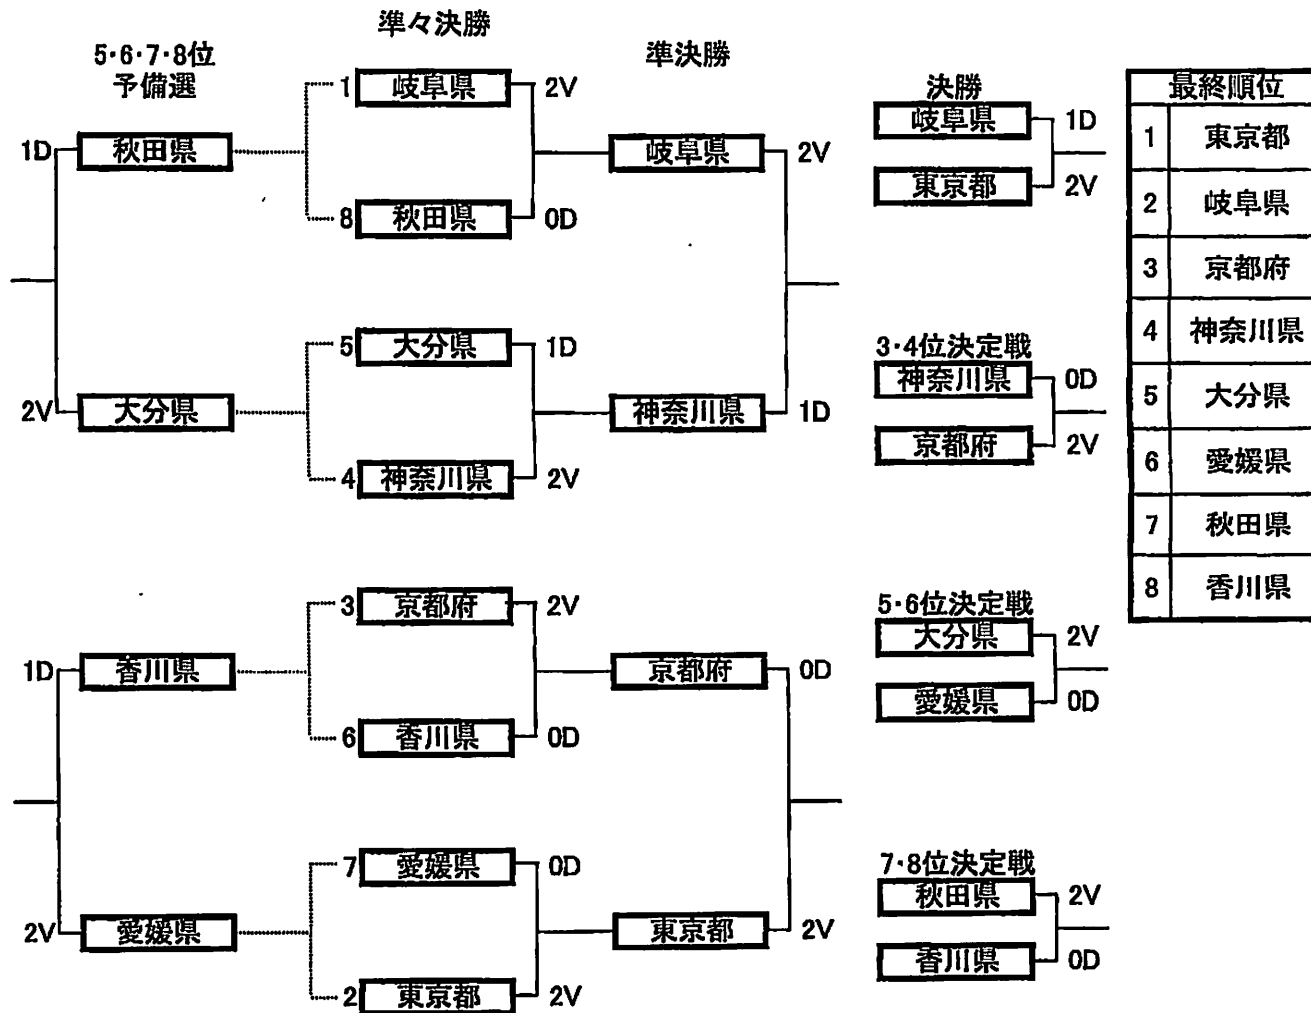 5・6・7・8位
予備選
1D 秋田県
2V 大分県
1D 香川県
2V 愛媛県
準々決勝
1 岐阜県 2V
8 秋田県 0D
5 大分県 1D
4 神奈川県 2V
3 京都府 2V
6 香川県 0D
7 愛媛県 0D
2 東京都 2V
準決勝
岐阜県 2V
神奈川県 1D
京都府 0D
東京都 2V
決勝
岐阜県 1D
東京都 2V
3・4位決定戦
神奈川県 0D
京都府 2V
5・6位決定戦
大分県 2V
愛媛県 0D
7・8位決定戦
秋田県 2V
香川県 0D
最終順位
1 東京都
2 岐阜県
3 京都府
4 神奈川県
5 大分県
6 愛媛県
7 秋田県
8 香川県